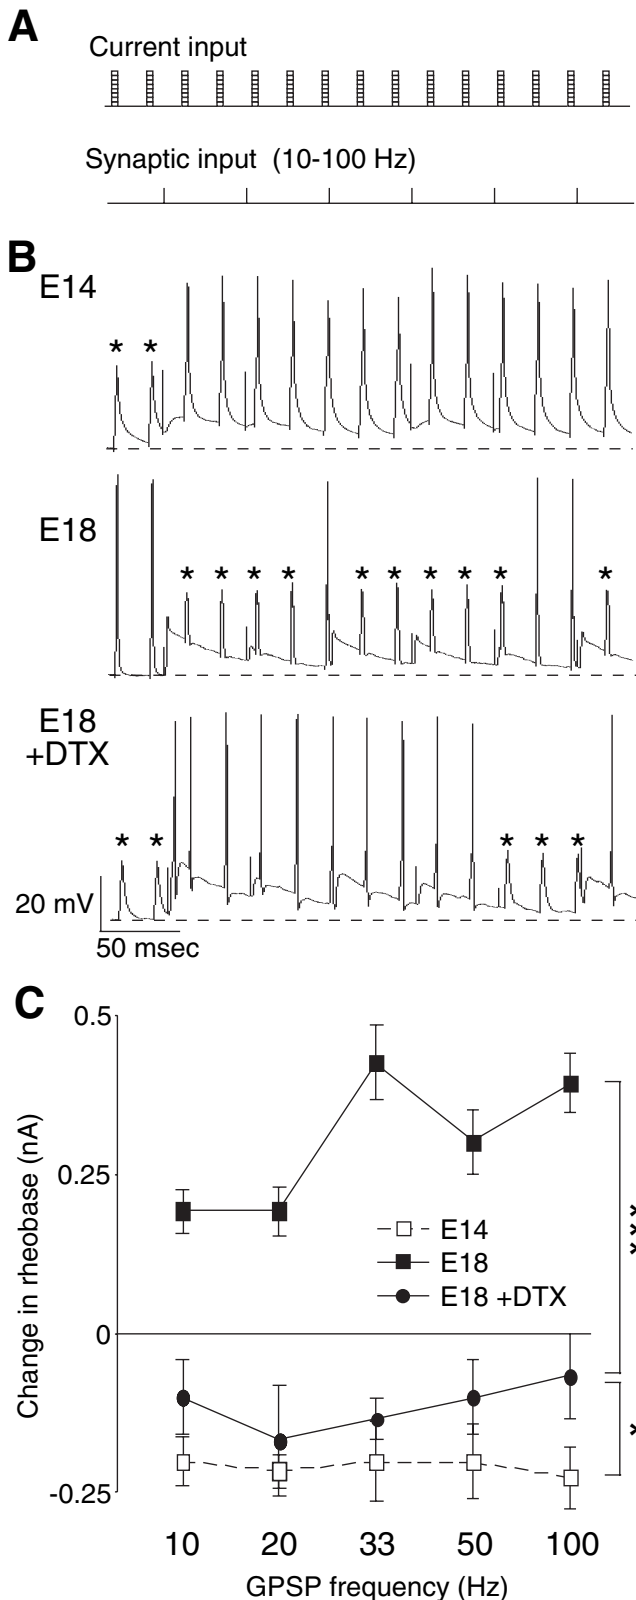 A
Current input
Synaptic input (10-100 Hz)
B
E14
* *
E18
* * * * * * * * * *
E18
+DTX
* * * * *
20 mV
50 msec
C
0.5
0.25
0
-0.25
Change in rheobase (nA)
E14
E18
E18 +DTX
***
*
10 20 33 50 100
GPSP frequency (Hz)